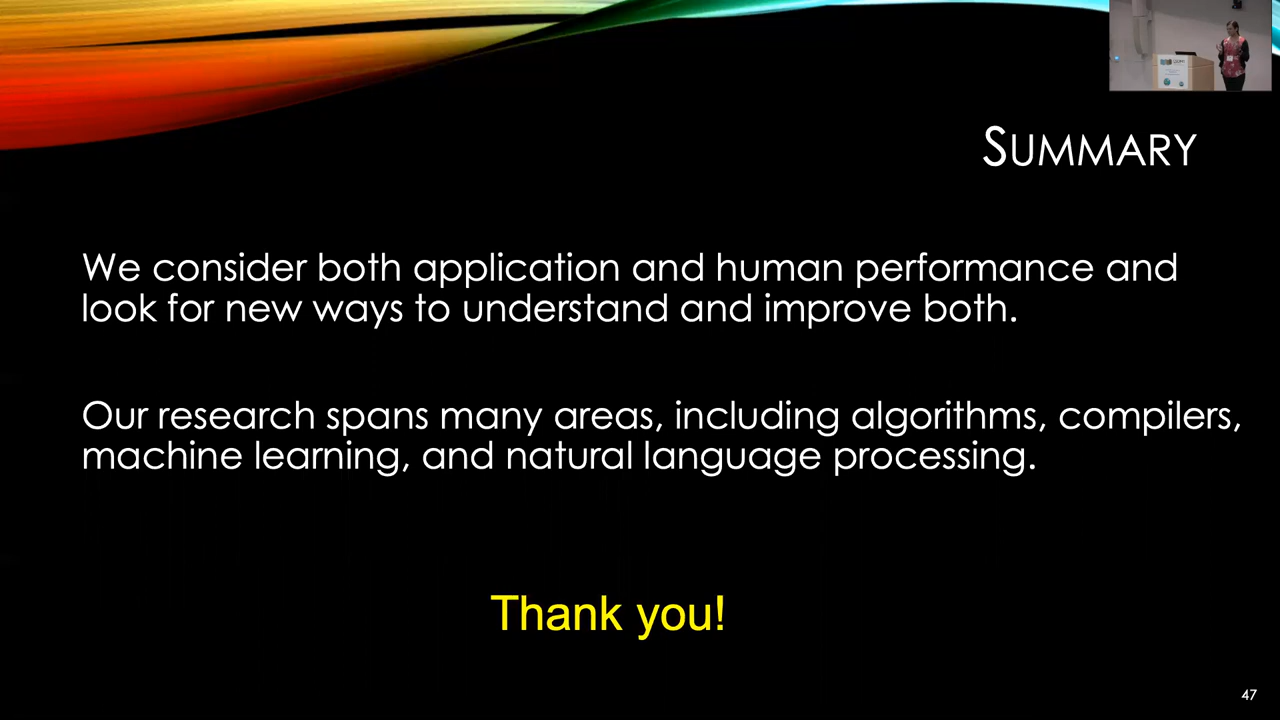 SUMMARY
We consider both application and human performance and
look for new ways to understand and improve both.
Our research spans many areas, including algorithms, compilers,
machine learning, and natural language processing.
Thank you!
47